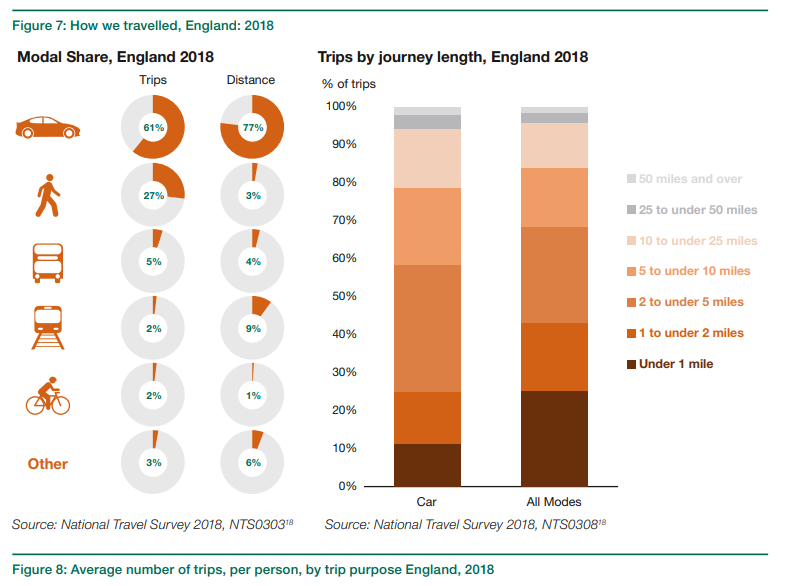 Figure 7: How we travelled, England: 2018
Modal Share, England 2018
Trips
Distance
61%
77%
27%
3%
5%
4%
2%
9%
2%
1%
Other
3%
6%
Source: National Travel Survey 2018, NTS0303¹⁸
Trips by journey length, England 2018
% of trips
100%
90%
80%
70%
60%
50%
40%
30%
20%
10%
0%
Car
All Modes
50 miles and over
25 to under 50 miles
10 to under 25 miles
5 to under 10 miles
2 to under 5 miles
1 to under 2 miles
Under 1 mile
Source: National Travel Survey 2018, NTS0308¹⁸
Figure 8: Average number of trips, per person, by trip purpose England, 2018